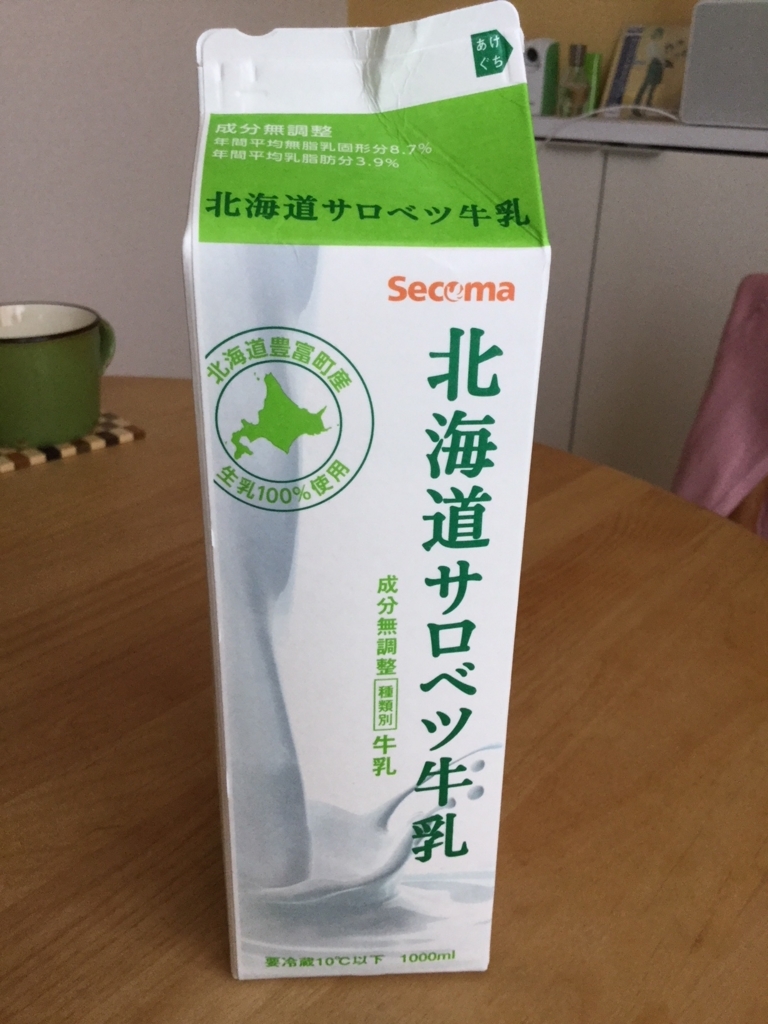 あけ
ぐち
成分無調整
年間平均無脂乳固形分8.7%
年間平均乳脂肪分3.9%
北海道サロベツ牛乳
Secoma
北海道豊富町産
生乳100%使用
北海道サロベツ牛乳
成分無調整 種類別 牛乳
要冷蔵10℃以下 1000ml